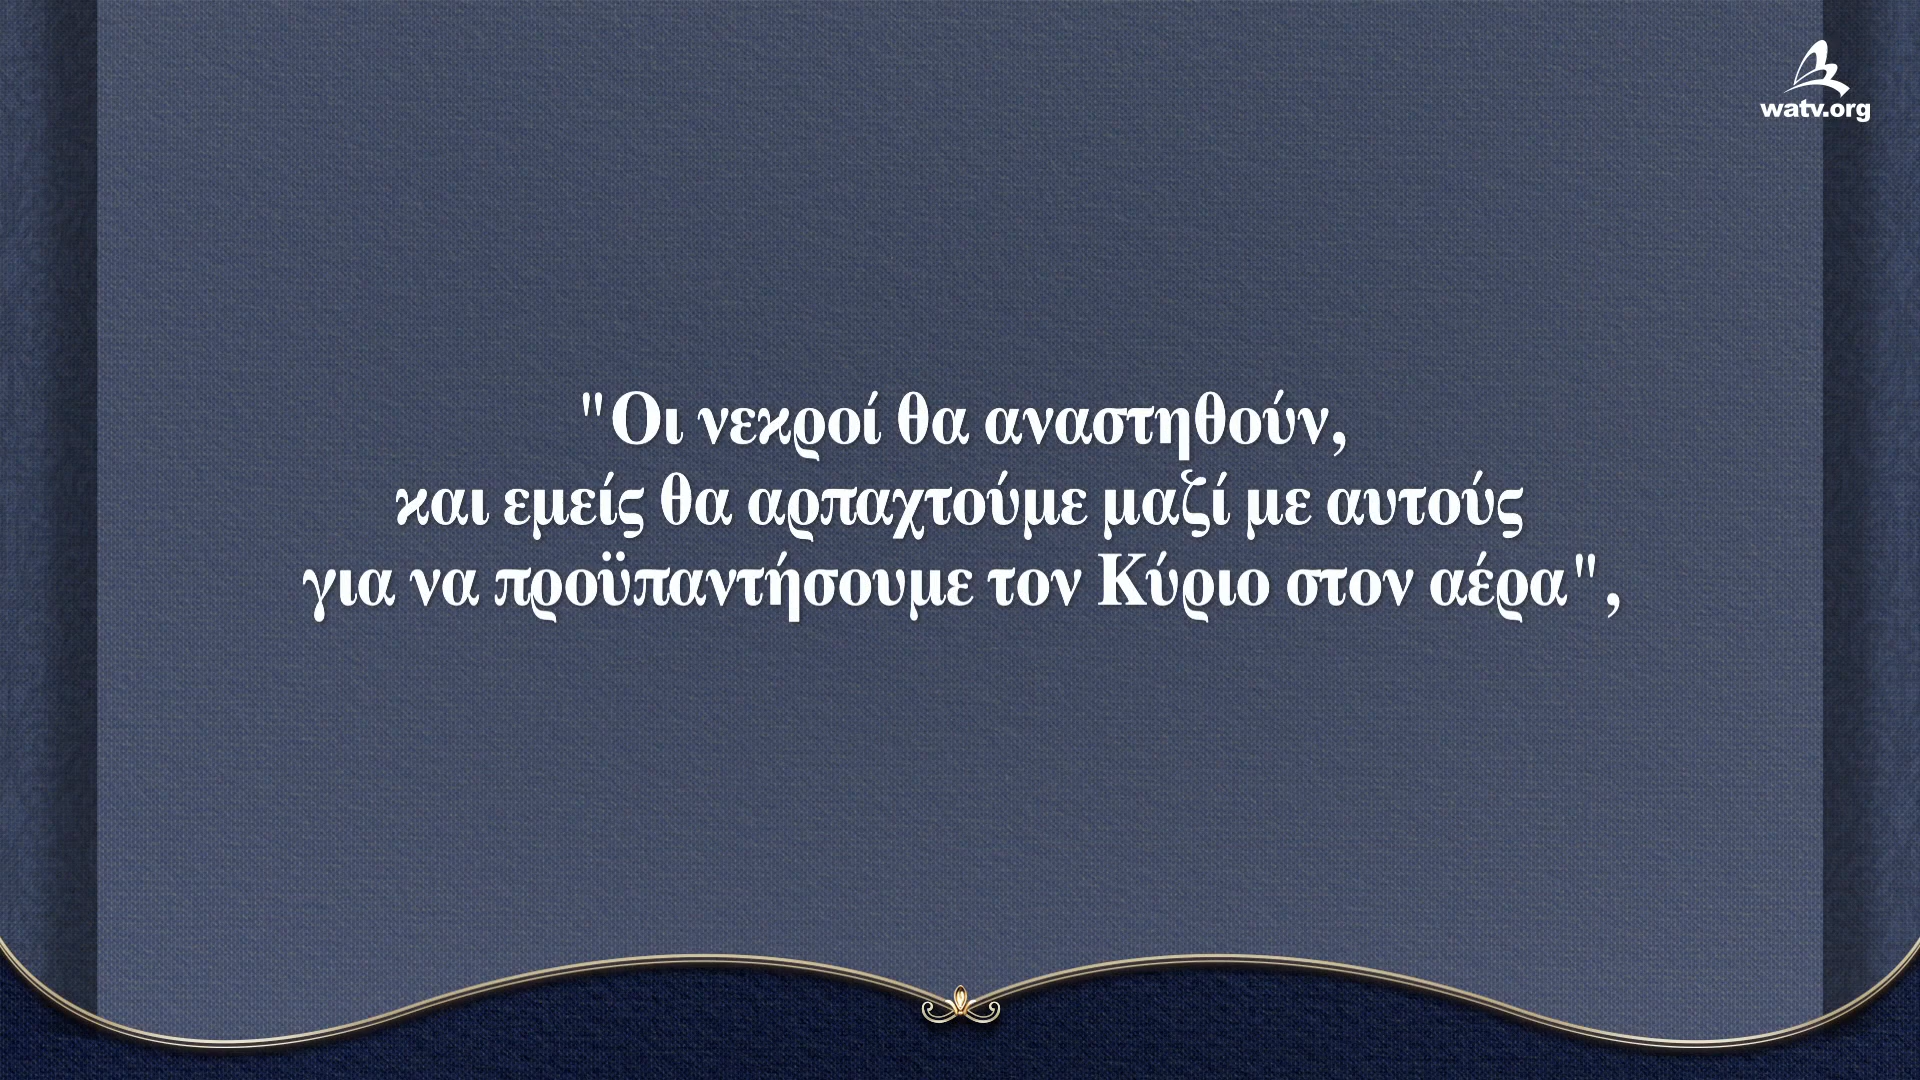 watv.org
"Οι νεκροί θα αναστηθούν,
και εμείς θα αρπαχτούμε μαζί με αυτούς
για να προϋπαντήσουμε τον Κύριο στον αέρα",